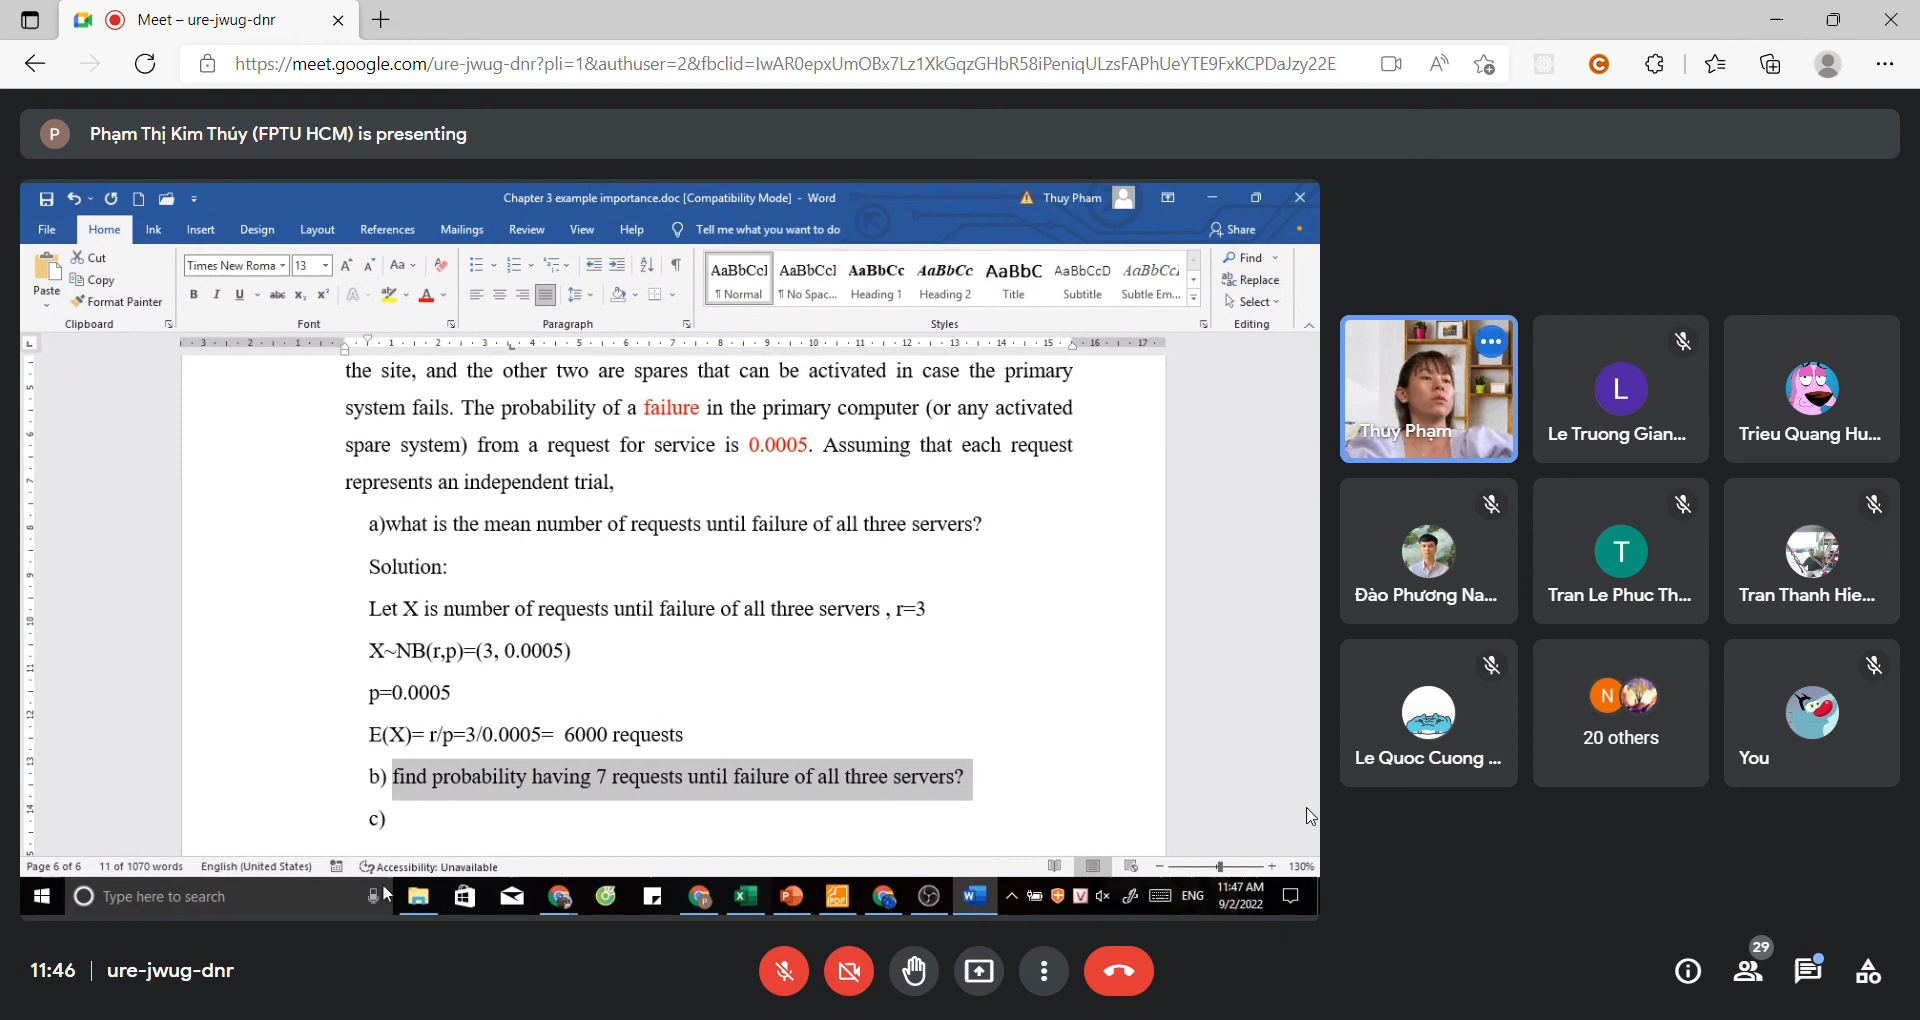 Meet – ure-jwug-dnr
https://meet.google.com/ure-jwug-dnr?pli=1&authuser=2&fbclid=IwAR0epxUmOBx7Lz1XkGqzGHbR58iPeniqULzsFAPhUeYTE9FxKCPDaJzy22E
P
Phạm Thị Kim Thúy (FPTU HCM) is presenting
Chapter 3 example importance.doc [Compatibility Mode] - Word
Thuy Pham
File Home Ink Insert Design Layout References Mailings Review View Help Tell me what you want to do Share
Paste
Cut
Copy
Format Painter
Clipboard
Times New Roma 13
Font
Paragraph
AaBbCcI AaBbCcI AaBbCc AaBbCc AaBbC AaBbCcD AaBbCcI
¶ Normal ¶ No Spac... Heading 1 Heading 2 Title Subtitle Subtle Em...
Styles
Find
Replace
Select
Editing
the site, and the other two are spares that can be activated in case the primary
system fails. The probability of a failure in the primary computer (or any activated
spare system) from a request for service is 0.0005. Assuming that each request
represents an independent trial,
a)what is the mean number of requests until failure of all three servers?
Solution:
Let X is number of requests until failure of all three servers , r=3
X~NB(r,p)=(3, 0.0005)
p=0.0005
E(X)= r/p=3/0.0005= 6000 requests
b) find probability having 7 requests until failure of all three servers?
c)
Page 6 of 6 11 of 1070 words English (United States) Accessibility: Unavailable 130%
Type here to search
ENG
11:47 AM
9/2/2022
Thúy Phạm
L
Le Truong Gian...
Trieu Quang Hu...
Đào Phương Na...
T
Tran Le Phuc Th...
Tran Thanh Hie...
Le Quoc Cuong ...
N
20 others
You
11:46 ure-jwug-dnr
29